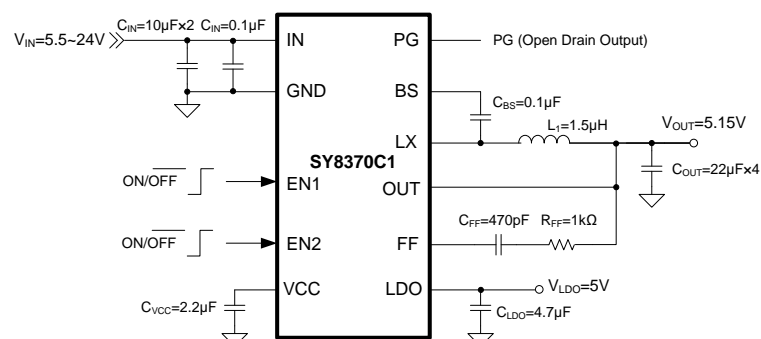 C_IN=10µF×2 C_IN=0.1µF
V_IN=5.5~24V
IN
GND
ON/OFF
EN1
ON/OFF
EN2
VCC
C_VCC=2.2µF
SY8370C1
PG
PG (Open Drain Output)
BS
C_BS=0.1µF
LX
L_1=1.5µH
V_OUT=5.15V
C_OUT=22µF×4
OUT
C_FF=470pF R_FF=1kΩ
FF
LDO
V_LDO=5V
C_LDO=4.7µF